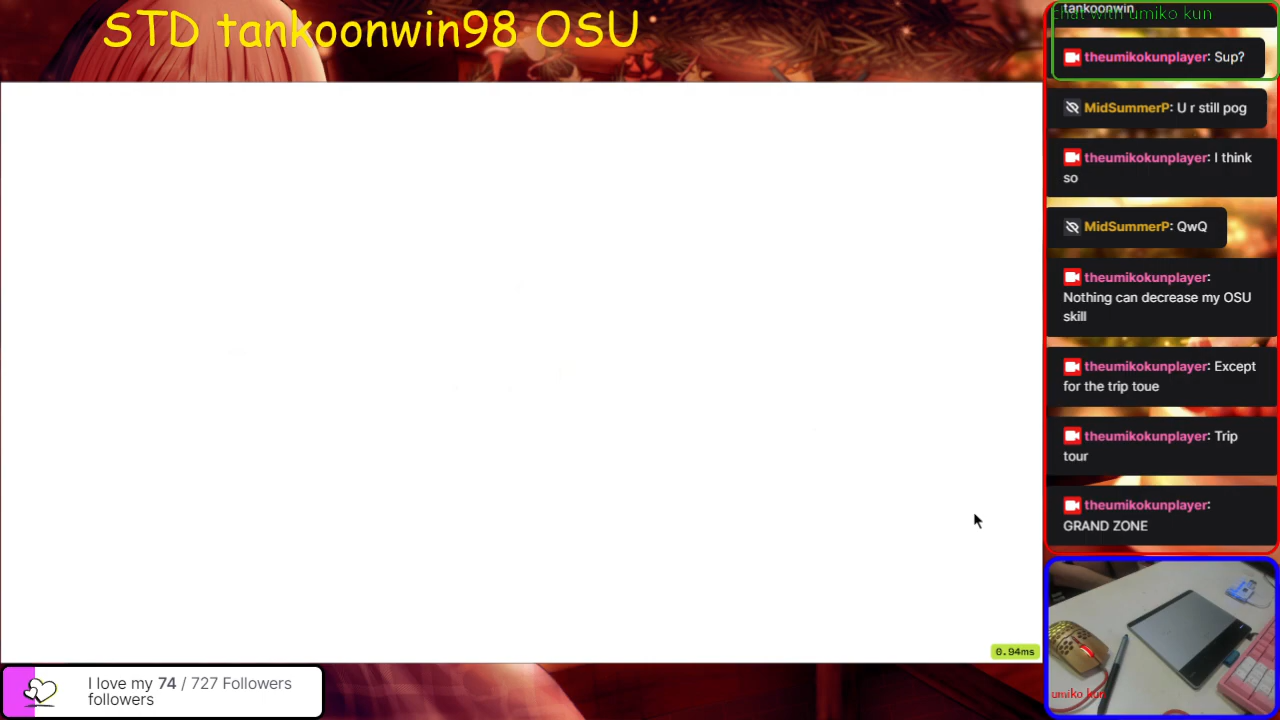 STD tankoonwin98 OSU
chat with umiko kun
tankoonwin
theumikokunplayer: Sup?
MidSummerP: U r still pog
theumikokunplayer: I think
so
MidSummerP: QwQ
theumikokunplayer:
Nothing can decrease my OSU
skill
theumikokunplayer: Except
for the trip toue
theumikokunplayer: Trip
tour
theumikokunplayer:
GRAND ZONE
0.94ms
I love my 74 / 727 Followers
followers
umiko kun